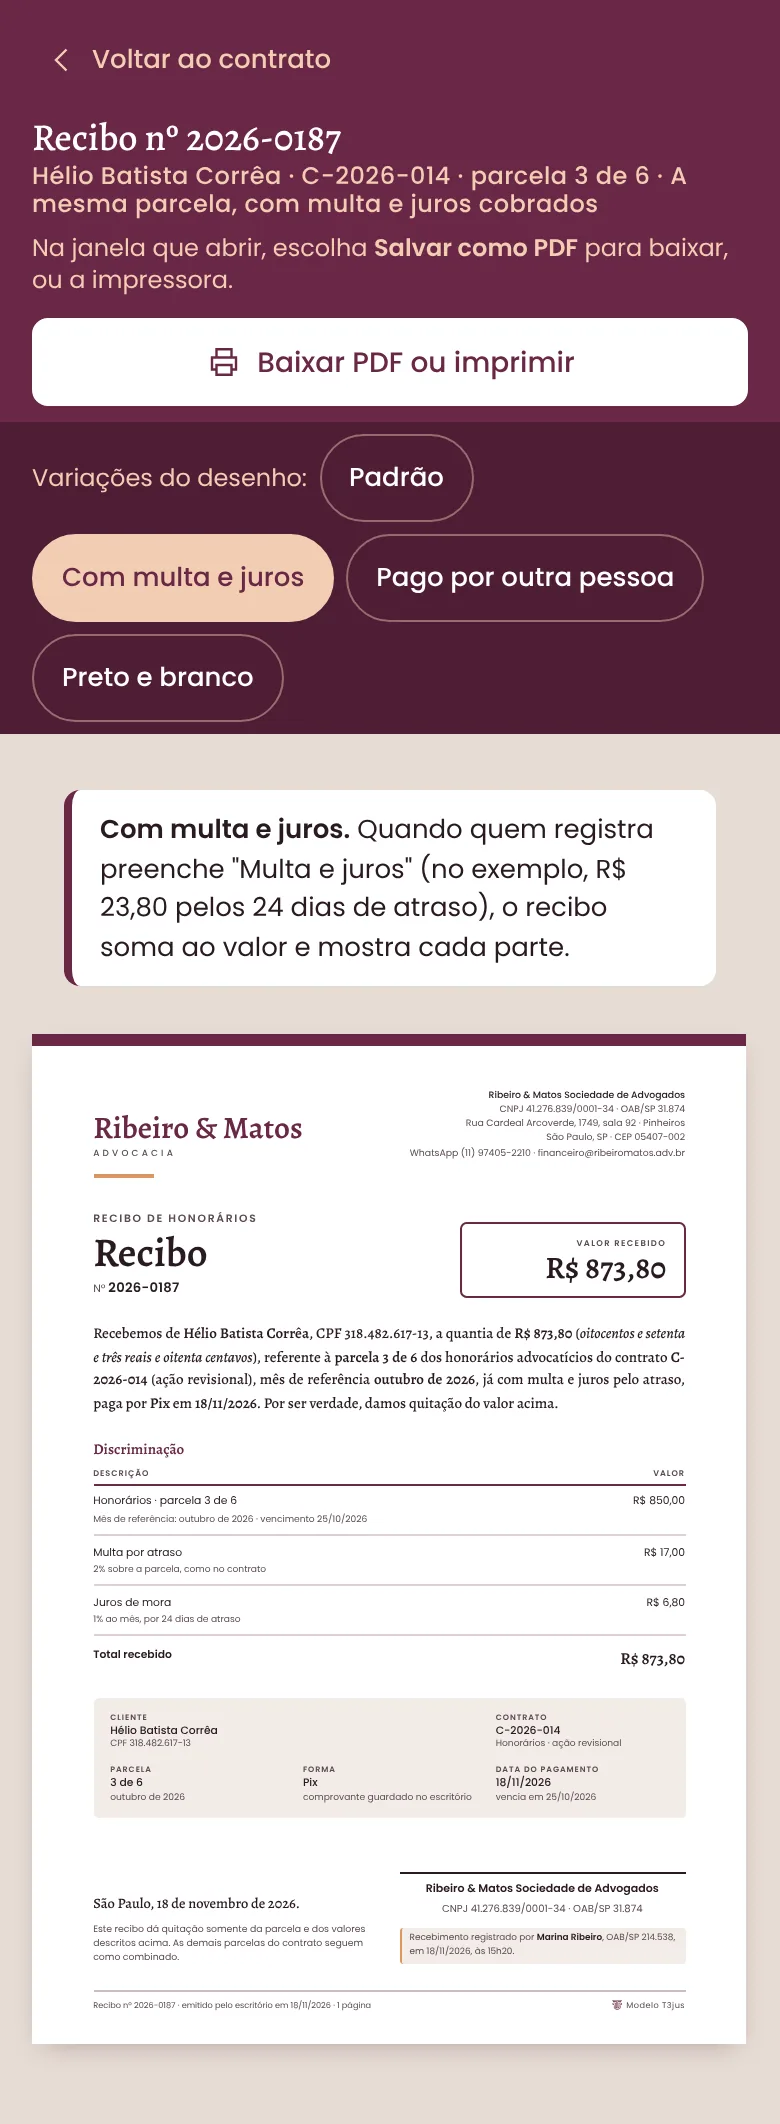 Voltar ao contrato
Recibo nº 2026-0187
Hélio Batista Corrêa · C-2026-014 · parcela 3 de 6 · A
mesma parcela, com multa e juros cobrados
Na janela que abrir, escolha Salvar como PDF para baixar,
ou a impressora.
Baixar PDF ou imprimir
Variações do desenho:
Padrão
Com multa e juros
Pago por outra pessoa
Preto e branco
Com multa e juros. Quando quem registra
preenche "Multa e juros" (no exemplo, R$
23,80 pelos 24 dias de atraso), o recibo
soma ao valor e mostra cada parte.
Ribeiro & Matos
ADVOCACIA
Ribeiro & Matos Sociedade de Advogados
CNPJ 41.276.839/0001-34 · OAB/SP 31.874
Rua Cardeal Arcoverde, 1749, sala 92 · Pinheiros
São Paulo, SP · CEP 05407-002
WhatsApp (11) 97405-2210 · financeiro@ribeiromatos.adv.br
RECIBO DE HONORÁRIOS
Recibo
Nº 2026-0187
VALOR RECEBIDO
R$ 873,80
Recebemos de Hélio Batista Corrêa, CPF 318.482.617-13, a quantia de R$ 873,80 (oitocentos e setenta
e três reais e oitenta centavos), referente à parcela 3 de 6 dos honorários advocatícios do contrato C-
2026-014 (ação revisional), mês de referência outubro de 2026, já com multa e juros pelo atraso,
paga por Pix em 18/11/2026. Por ser verdade, damos quitação do valor acima.
Discriminação
DESCRIÇÃO VALOR
Honorários · parcela 3 de 6 R$ 850,00
Mês de referência: outubro de 2026 · vencimento 25/10/2026
Multa por atraso R$ 17,00
2% sobre a parcela, como no contrato
Juros de mora R$ 6,80
1% ao mês, por 24 dias de atraso
Total recebido R$ 873,80
CLIENTE CONTRATO
Hélio Batista Corrêa C-2026-014
CPF 318.482.617-13 Honorários · ação revisional
PARCELA FORMA DATA DO PAGAMENTO
3 de 6 Pix 18/11/2026
outubro de 2026 comprovante guardado no escritório vencia em 25/10/2026
São Paulo, 18 de novembro de 2026.
Este recibo dá quitação somente da parcela e dos valores
descritos acima. As demais parcelas do contrato seguem
como combinado.
Ribeiro & Matos Sociedade de Advogados
CNPJ 41.276.839/0001-34 · OAB/SP 31.874
Recebimento registrado por Marina Ribeiro, OAB/SP 214.538,
em 18/11/2026, às 15h20.
Recibo nº 2026-0187 · emitido pelo escritório em 18/11/2026 · 1 página
Modelo T3jus